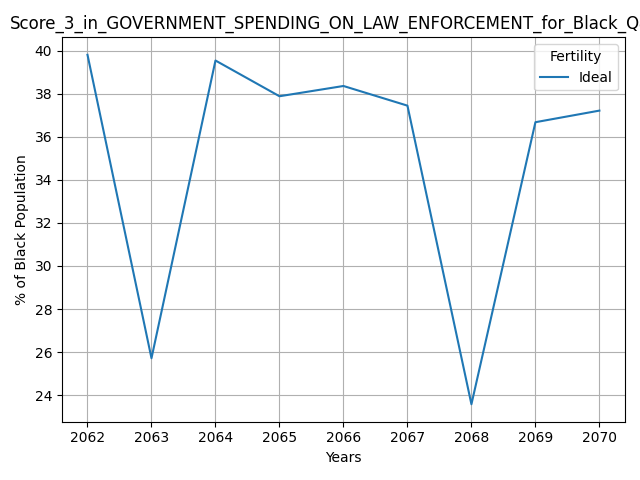 Score_3_in_GOVERNMENT_SPENDING_ON_LAW_ENFORCEMENT_for_Black_Q
Fertility
Ideal
% of Black Population
40
38
36
34
32
30
28
26
24
2062 2063 2064 2065 2066 2067 2068 2069 2070
Years